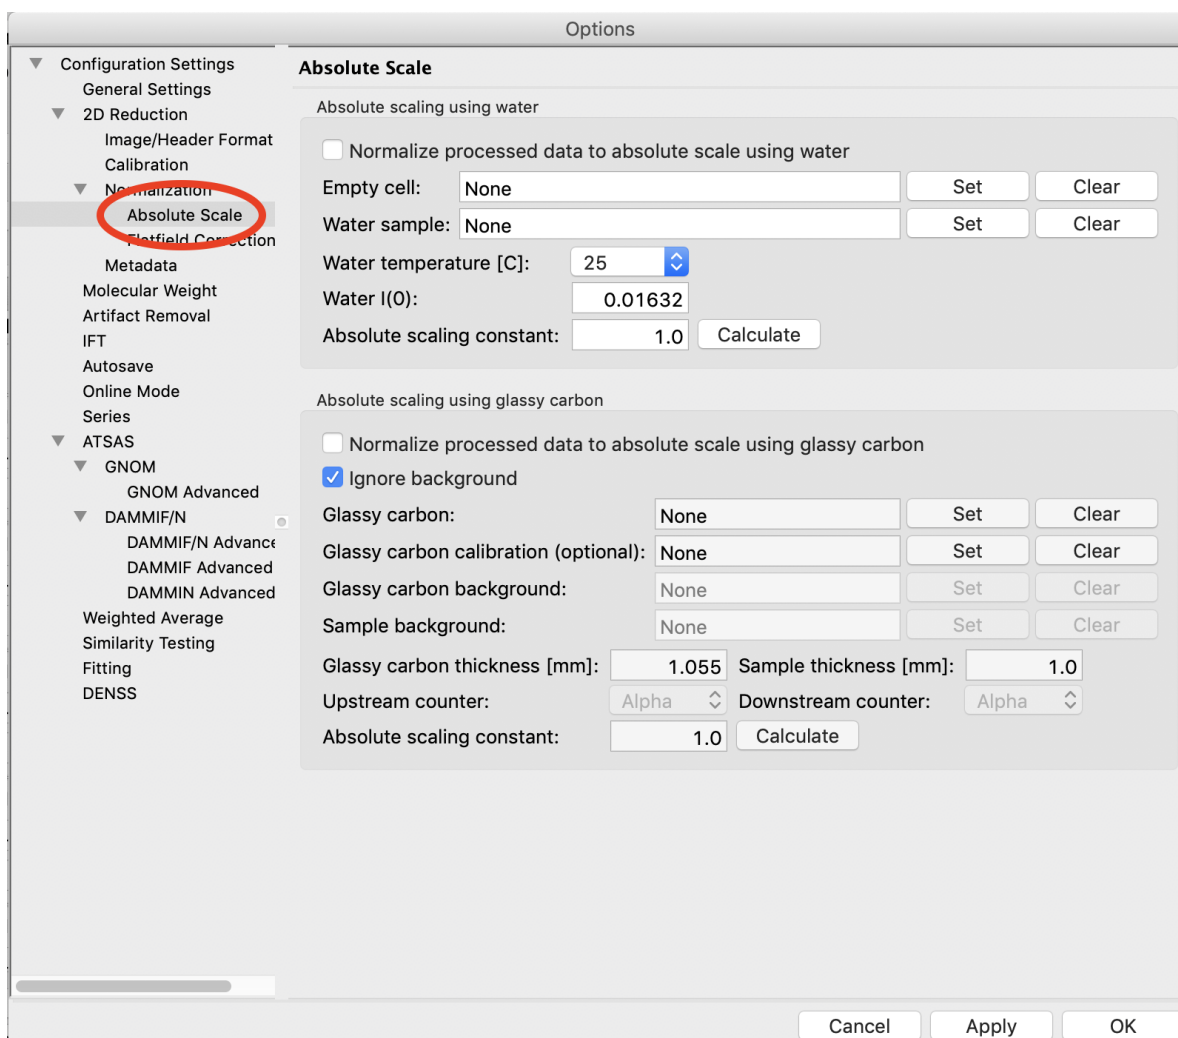 Options
Configuration Settings
General Settings
2D Reduction
Image/Header Format
Calibration
Normalization
Absolute Scale
Flatfield Correction
Metadata
Molecular Weight
Artifact Removal
IFT
Autosave
Online Mode
Series
ATSAS
GNOM
GNOM Advanced
DAMMIF/N
DAMMIF/N Advance
DAMMIF Advanced
DAMMIN Advanced
Weighted Average
Similarity Testing
Fitting
DENSS
Absolute Scale
Absolute scaling using water
Normalize processed data to absolute scale using water
Empty cell: None Set Clear
Water sample: None Set Clear
Water temperature [C]: 25
Water I(0): 0.01632
Absolute scaling constant: 1.0 Calculate
Absolute scaling using glassy carbon
Normalize processed data to absolute scale using glassy carbon
Ignore background
Glassy carbon: None Set Clear
Glassy carbon calibration (optional): None Set Clear
Glassy carbon background: None Set Clear
Sample background: None Set Clear
Glassy carbon thickness [mm]: 1.055 Sample thickness [mm]: 1.0
Upstream counter: Alpha Downstream counter: Alpha
Absolute scaling constant: 1.0 Calculate
Cancel Apply OK